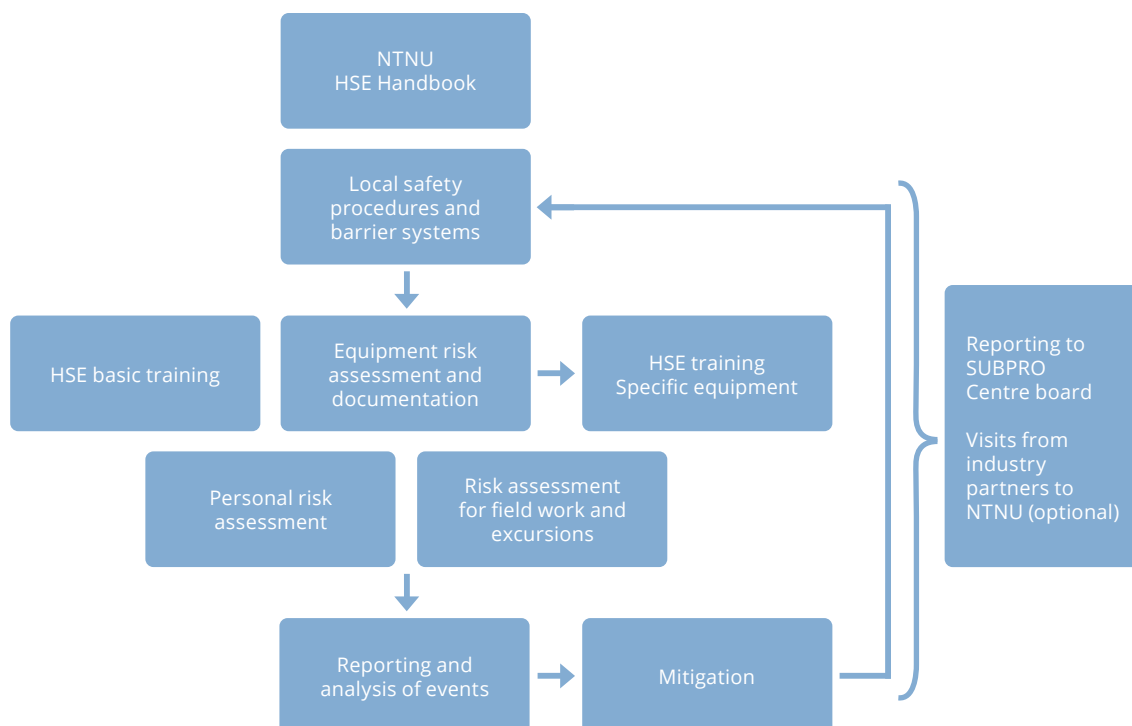 NTNU
HSE Handbook
Local safety
procedures and
barrier systems
HSE basic training
Equipment risk
assessment and
documentation
HSE training
Specific equipment
Personal risk
assessment
Risk assessment
for field work and
excursions
Reporting and
analysis of events
Mitigation
Reporting to
SUBPRO
Centre board
Visits from
industry
partners to
NTNU (optional)